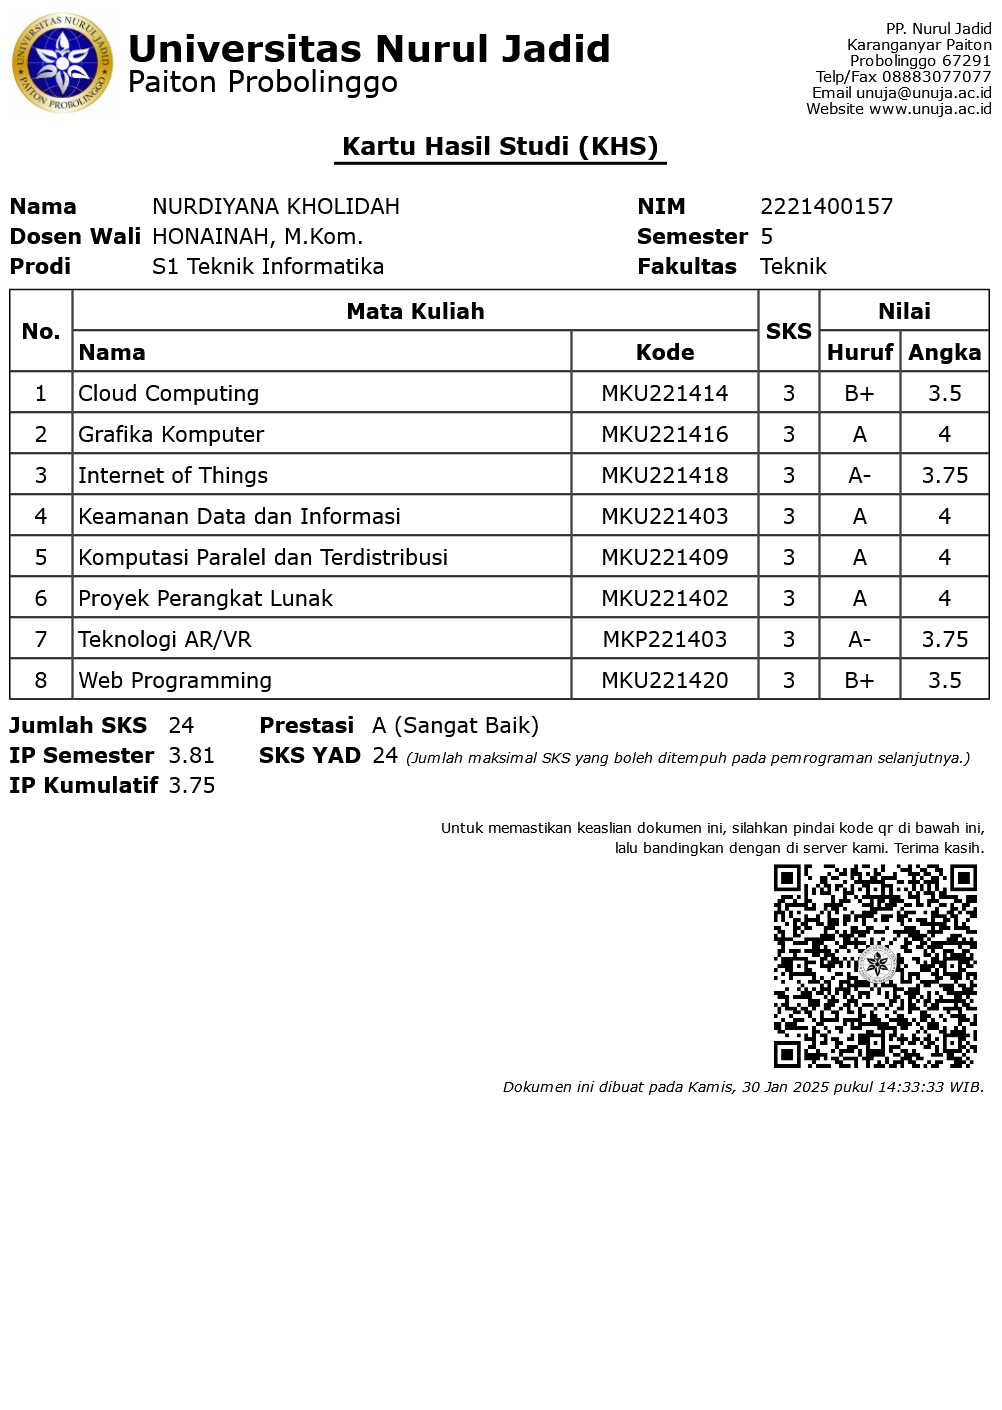 UNIVERSITAS NURUL JADID
PAITON PROBOLINGGO
Universitas Nurul Jadid
Paiton Probolinggo
PP. Nurul Jadid
Karanganyar Paiton
Probolinggo 67291
Telp/Fax 08883077077
Email unuja@unuja.ac.id
Website www.unuja.ac.id
Kartu Hasil Studi (KHS)
Nama NURDIYANA KHOLIDAH NIM 2221400157
Dosen Wali HONAINAH, M.Kom. Semester 5
Prodi S1 Teknik Informatika Fakultas Teknik
No. Mata Kuliah SKS Nilai
Nama Kode Huruf Angka
1 Cloud Computing MKU221414 3 B+ 3.5
2 Grafika Komputer MKU221416 3 A 4
3 Internet of Things MKU221418 3 A- 3.75
4 Keamanan Data dan Informasi MKU221403 3 A 4
5 Komputasi Paralel dan Terdistribusi MKU221409 3 A 4
6 Proyek Perangkat Lunak MKU221402 3 A 4
7 Teknologi AR/VR MKP221403 3 A- 3.75
8 Web Programming MKU221420 3 B+ 3.5
Jumlah SKS 24 Prestasi A (Sangat Baik)
IP Semester 3.81 SKS YAD 24 (Jumlah maksimal SKS yang boleh ditempuh pada pemrograman selanjutnya.)
IP Kumulatif 3.75
Untuk memastikan keaslian dokumen ini, silahkan pindai kode qr di bawah ini,
lalu bandingkan dengan di server kami. Terima kasih.
Dokumen ini dibuat pada Kamis, 30 Jan 2025 pukul 14:33:33 WIB.